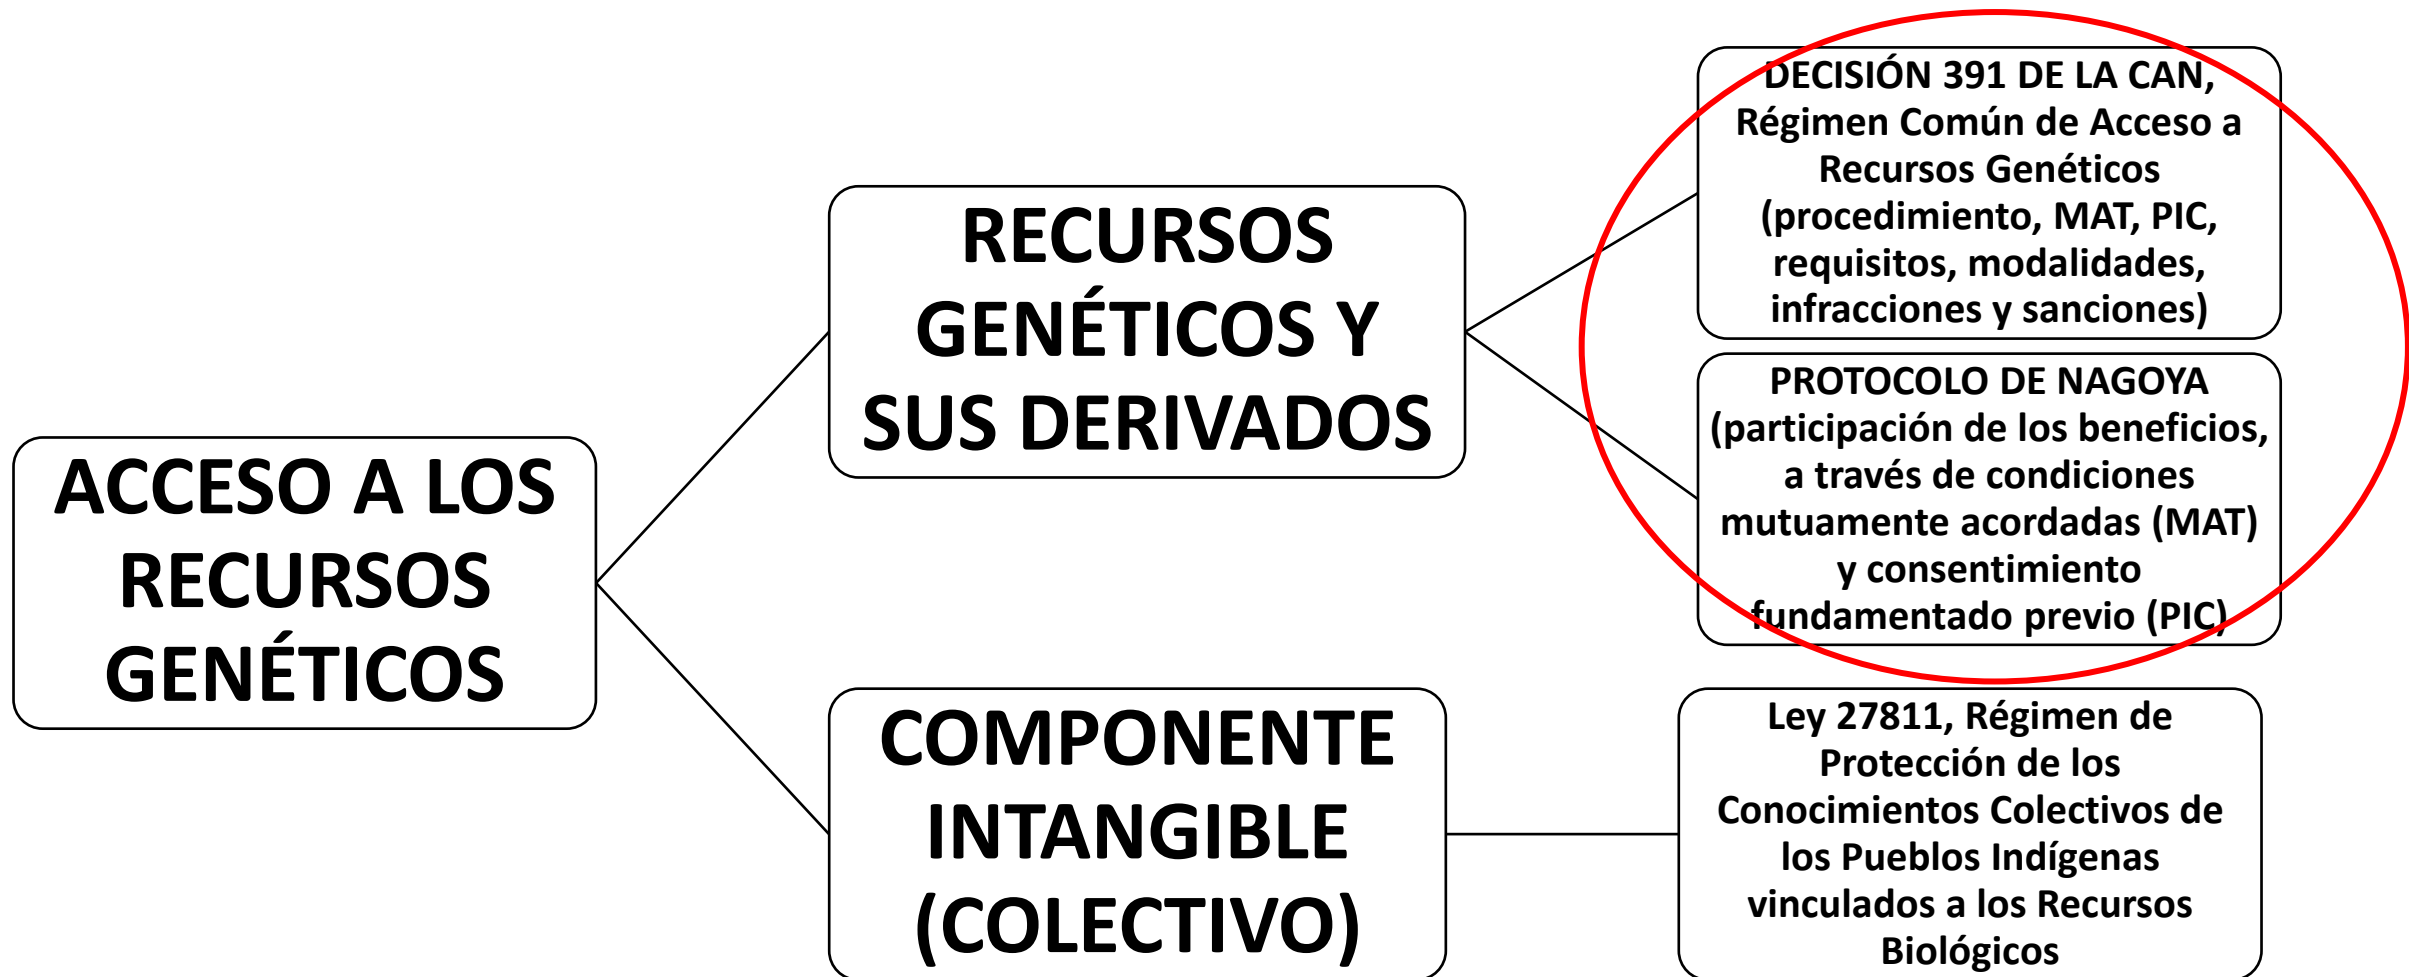 ACCESO A LOS
RECURSOS
GENÉTICOS
RECURSOS
GENÉTICOS Y
SUS DERIVADOS
DECISIÓN 391 DE LA CAN,
Régimen Común de Acceso a
Recursos Genéticos
(procedimiento, MAT, PIC,
requisitos, modalidades,
infracciones y sanciones)
PROTOCOLO DE NAGOYA
(participación de los beneficios,
a través de condiciones
mutuamente acordadas (MAT)
y consentimiento
fundamentado previo (PIC)
COMPONENTE
INTANGIBLE
(COLECTIVO)
Ley 27811, Régimen de
Protección de los
Conocimientos Colectivos de
los Pueblos Indígenas
vinculados a los Recursos
Biológicos